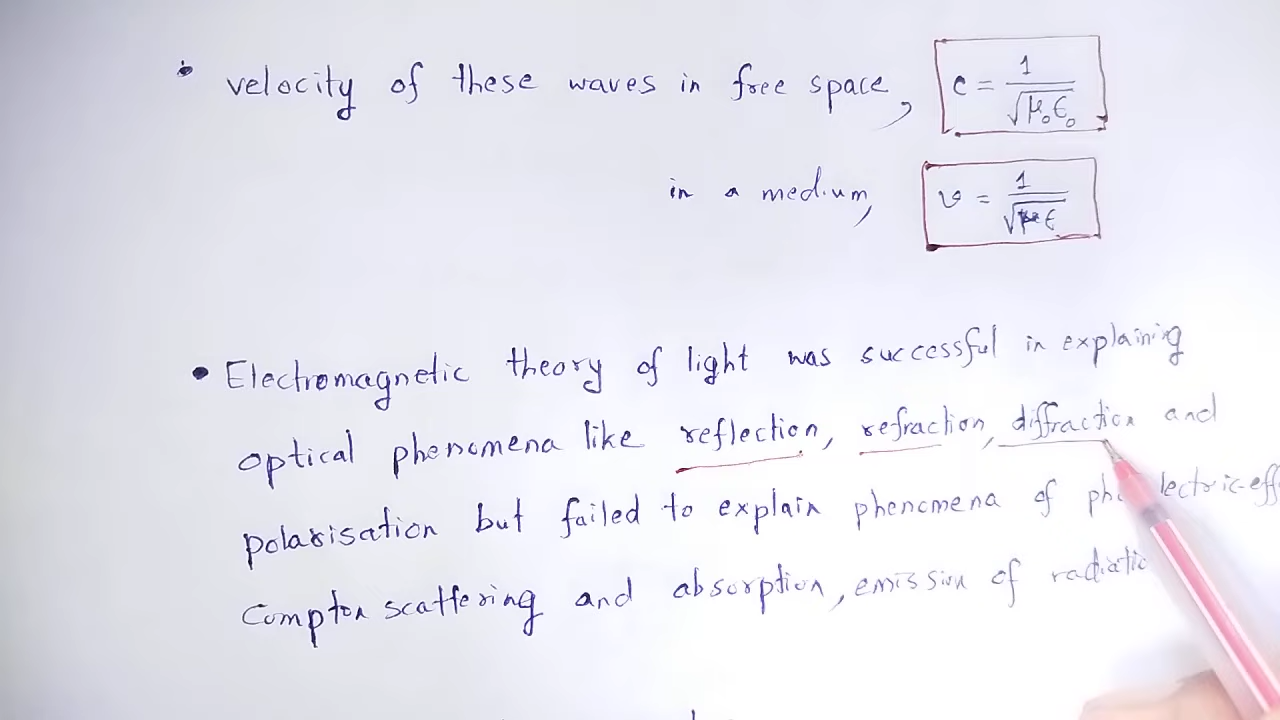 • velocity of these waves in free space, c = 1/√μ₀ε₀
in a medium, v = 1/√με
• Electromagnetic theory of light was successful in explaining
optical phenomena like reflection, refraction, diffraction and
polarisation but failed to explain phenomena of
Compton scattering and absorption, emission of